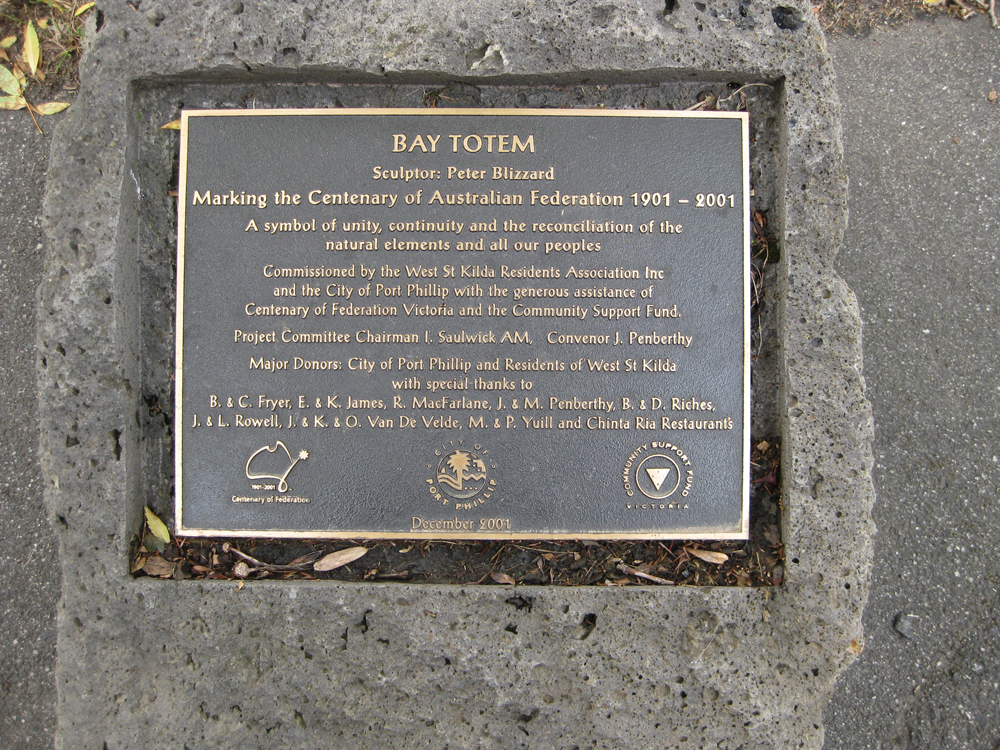 BAY TOTEM
Sculptor: Peter Blizzard
Marking the Centenary of Australian Federation 1901 – 2001
A symbol of unity, continuity and the reconciliation of the
natural elements and all our peoples
Commissioned by the West St Kilda Residents Association Inc
and the City of Port Phillip with the generous assistance of
Centenary of Federation Victoria and the Community Support Fund.
Project Committee Chairman I. Saulwick AM, Convenor J. Penberthy
Major Donors: City of Port Phillip and Residents of West St Kilda
with special thanks to
B. & C. Fryer, E. & K. James, R. MacFarlane, J. & M. Penberthy, B. & D. Riches,
J. & L. Rowell, J. & K. & O. Van De Velde, M. & P. Yuill and Chinta Ria Restaurant's
1901-2001
Centenary of Federation
CITY OF
PORT PHILLIP
COMMUNITY SUPPORT FUND
VICTORIA
December 2001